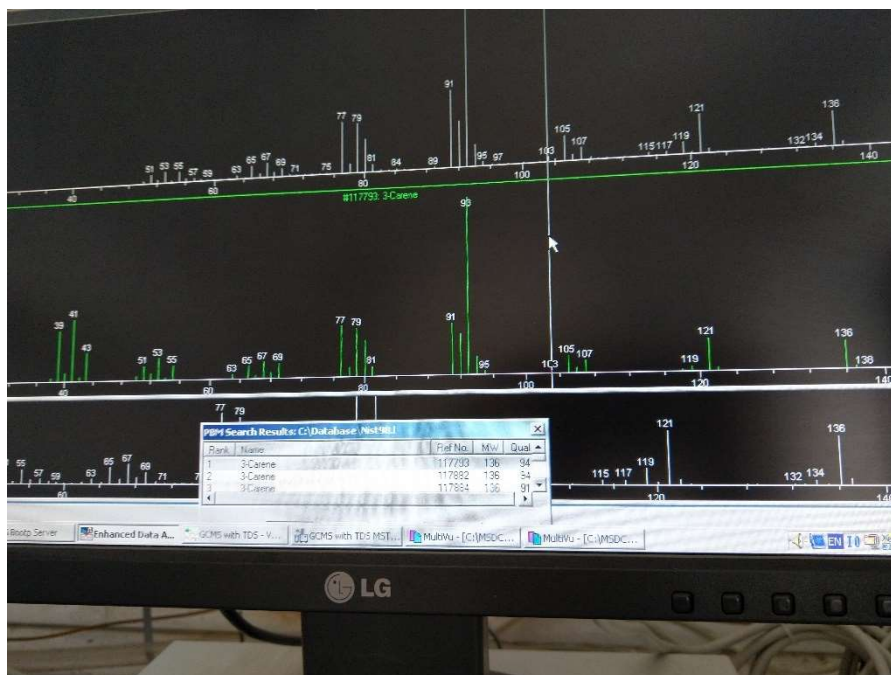 91
77 79
121
136
105
51 53 55 57 59 63 65 67 69 71 75 81 84 89 95 97 103 107 115 117 119 132 134
40 60 80 100 120 140
#117793: 3-Carene
93
39 41 43
77 79
91
121
136
51 53 55 63 65 67 69 81 95 103 105 107 119 138
40 60 80 100 120 140
77 79
121
136
55 57 59 63 65 67 69 71
115 117 119 132 134
60 120 140
PBM Search Results: C:\Database\Nist98.l
Rank Name Ref No. MW Qual
1 3-Carene 117793 136 94
2 3-Carene 117882 136 94
3 3-Carene 117884 136 91
Bootp Server Enhanced Data A... GCMS with TDS - V... GCMS with TDS MST... MultiVu - [C:\MSDC... MultiVu - [C:\MSDC... EN
LG